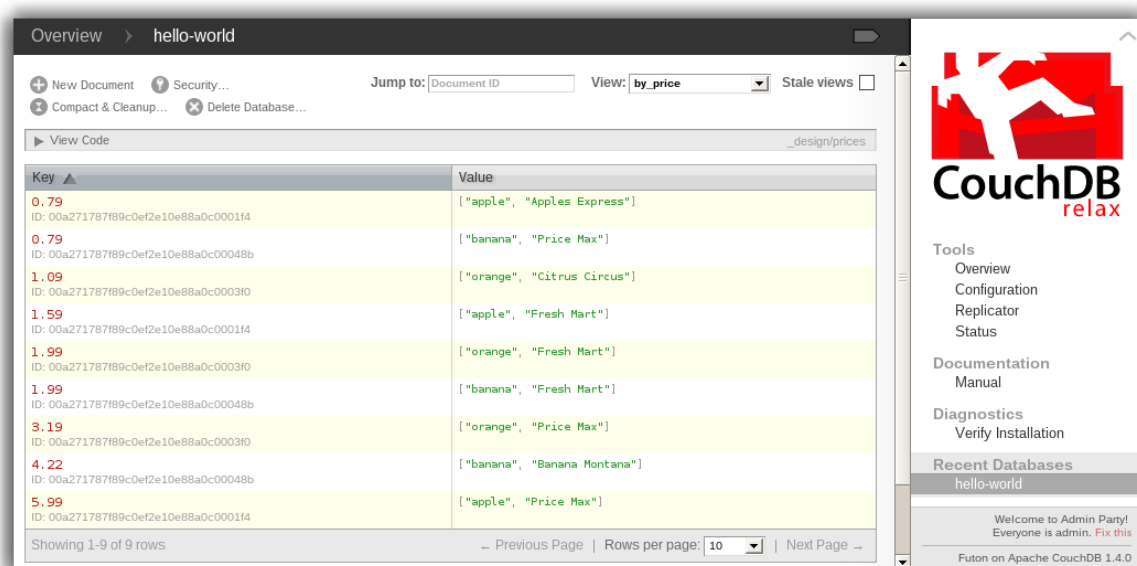 Overview hello-world
New Document Security…
Jump to: Document ID View: by_price Stale views
Compact & Cleanup… Delete Database…
View Code _design/prices
Key Value
0.79 ["apple", "Apples Express"]
ID: 00a271787f89c0ef2e10e88a0c0001f4
0.79 ["banana", "Price Max"]
ID: 00a271787f89c0ef2e10e88a0c00048b
1.09 ["orange", "Citrus Circus"]
ID: 00a271787f89c0ef2e10e88a0c0003f0
1.59 ["apple", "Fresh Mart"]
ID: 00a271787f89c0ef2e10e88a0c0001f4
1.99 ["orange", "Fresh Mart"]
ID: 00a271787f89c0ef2e10e88a0c0003f0
1.99 ["banana", "Fresh Mart"]
ID: 00a271787f89c0ef2e10e88a0c00048b
3.19 ["orange", "Price Max"]
ID: 00a271787f89c0ef2e10e88a0c0003f0
4.22 ["banana", "Banana Montana"]
ID: 00a271787f89c0ef2e10e88a0c00048b
5.99 ["apple", "Price Max"]
ID: 00a271787f89c0ef2e10e88a0c0001f4
Showing 1-9 of 9 rows ← Previous Page | Rows per page: 10 | Next Page →
CouchDB
relax
Tools
Overview
Configuration
Replicator
Status
Documentation
Manual
Diagnostics
Verify Installation
Recent Databases
hello-world
Welcome to Admin Party!
Everyone is admin. Fix this
Futon on Apache CouchDB 1.4.0